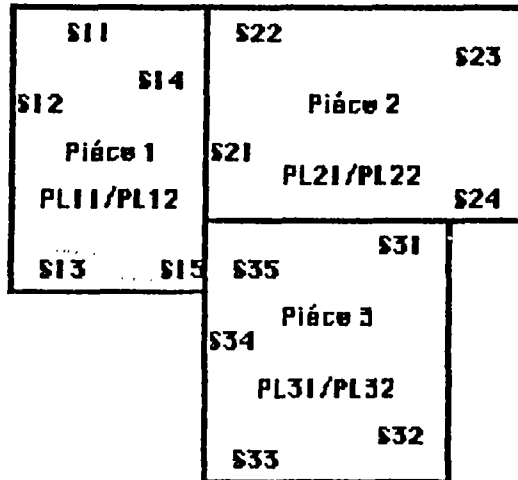 S11
S14
S12
Piéce 1
PL11/PL12
S13 S15
S22
S23
Piéce 2
S21
PL21/PL22
S24
S31
S35
Piéce 3
S34
PL31/PL32
S32
S33